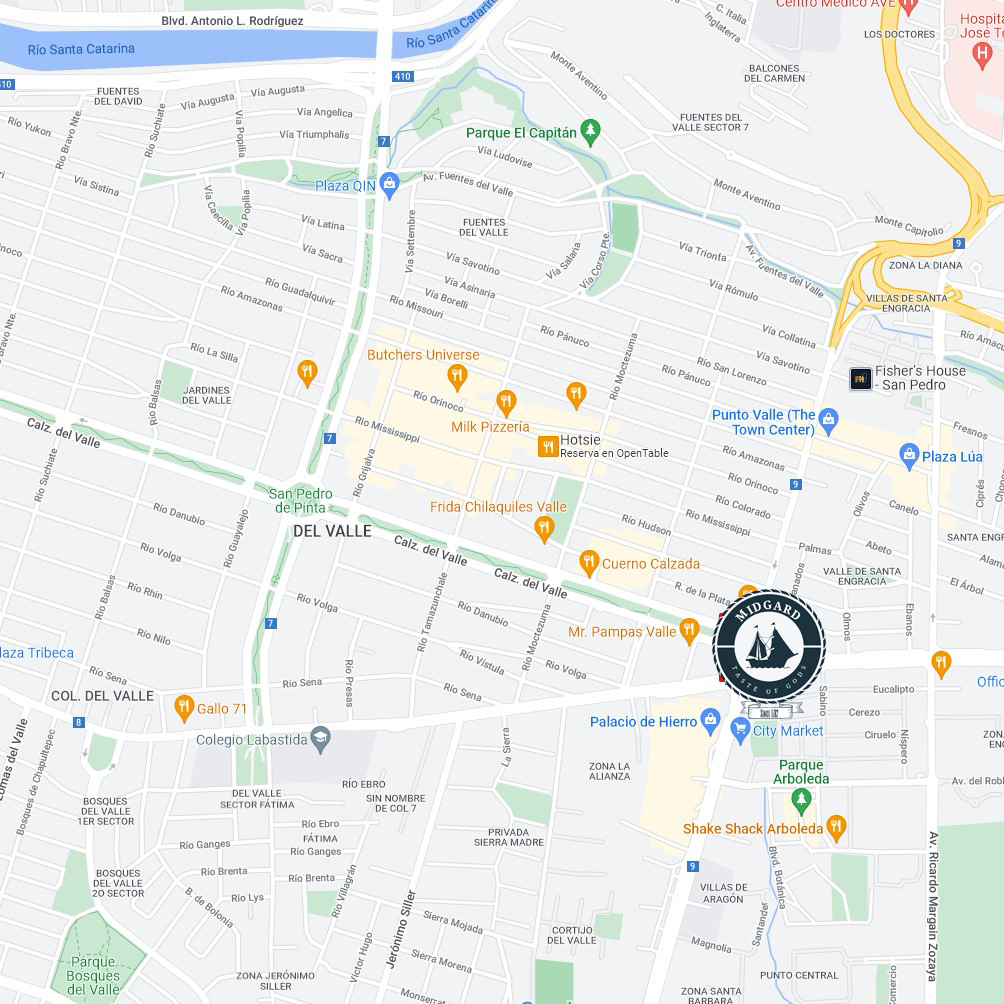 Blvd. Antonio L. Rodríguez
C. Italia
Inglaterra
Centro Médico AVE
LOS DOCTORES
Hospita
José Te
Río Santa Catarina
Río Santa Catarina
410
410
BALCONES
DEL CARMEN
Monte Aventino
FUENTES
DEL DAVID
Vía Augusta
Vía Augusta
Vía Angelica
Río Yukon
Río Bravo Nte.
Río Suchiate
Vía Popilia
Vía Triumphalis
7
Parque El Capitán
FUENTES DEL
VALLE SECTOR 7
Vía Ludovise
Vía Sistina
Plaza QIN
Av. Fuentes del Valle
Monte Aventino
Vía Caecilia
Vía Popilia
Vía Latina
Vía Settembre
FUENTES
DEL VALLE
Monte Capitolio
9
Vía Sacra
Vía Savotino
Vía Salaria
Vía Corso Pte.
Vía Trionfa
Av. Fuentes del Valle
ZONA LA DIANA
Río Guadalquivir
Vía Asinaria
Vía Rómulo
Río Amazonas
Vía Borelli
Río Missouri
VILLAS DE SANTA
ENGRACIA
Río Bravo Nte.
Río Pánuco
Vía Collatina
Río La Silla
Butchers Universe
Río Moctezuma
Vía Savotino
Río San Lorenzo
Río Pánuco
Fisher's House
- San Pedro
JARDINES
DEL VALLE
Río Balsas
Río Orinoco
Milk Pizzería
Punto Valle (The
Town Center)
Fresnos
Calz. del Valle
Río Mississippi
7
Hotsie
Reserva en OpenTable
Río Amazonas
Plaza Lúa
Río Suchiate
Río Grijalva
Río Orinoco
9
Ciprés
San Pedro
de Pinta
Frida Chilaquiles Valle
Río Colorado
Olivos
Canelo
Río Danubio
Río Guayalejo
DEL VALLE
Río Hudson
Río Mississippi
SANTA ENGR
Calz. del Valle
Río Volga
Palmas
Abeto
Cuerno Calzada
VALLE DE SANTA
ENGRACIA
Calz. del Valle
El Árbol
Río Balsas
Río Rhin
Río Volga
Río Tamazunchale
R. de la Plata
MIDGARD
TASTE OF GODS
7
Río Danubio
Río Moctezuma
Mr. Pampas Valle
Olmos
Ebanos
Río Nilo
laza Tribeca
Río Vistula
Río Volga
Río Sena
Río Sena
Río Presas
Río Sena
COL. DEL VALLE
Gallo 71
Sabino
Eucalipto
Offic
8
Colegio Labastida
Palacio de Hierro
City Market
Cerezo
Ciruelo
Níspero
Lomas del Valle
Bosques de Chapultepec
La Sierra
ZONA LA
ALIANZA
Parque
Arboleda
RÍO EBRO
SIN NOMBRE
DE COL 7
Av. del Robl
DEL VALLE
SECTOR FÁTIMA
BOSQUES
DEL VALLE
1ER SECTOR
Río Ebro
FÁTIMA
Río Ganges
Río Ganges
PRIVADA
SIERRA MADRE
Shake Shack Arboleda
Av. Ricardo Margain Zozaya
9
Blvd. Botánica
BOSQUES
DEL VALLE
2O SECTOR
Río Brenta
Río Brenta
Río Lys
Río Villagrán
VILLAS DE
ARAGÓN
B. de Bolonia
Sierra Mojada
Jerónimo Siller
CORTIJO
DEL VALLE
Santander
Magnolia
Víctor Hugo
Sierra Morena
Parque
Bosques
del Valle
ZONA JERÓNIMO
SILLER
PUNTO CENTRAL
ZONA SANTA
BARBARA